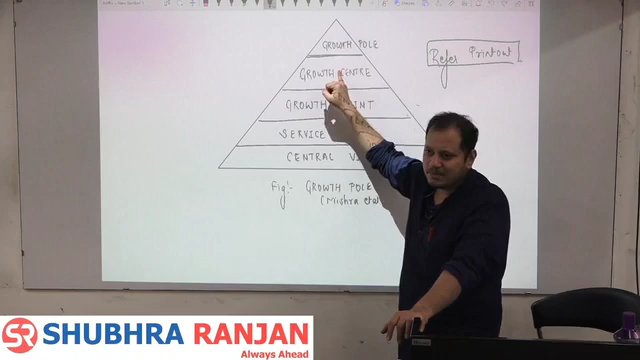 GROWTH POLE
GROWTH CENTRE
GROWTH
SERVICE
CENTRAL
Fig:- GROWTH POLE
(Mishra
Refer Printout
SR SHUBHRA RANJAN
Always Ahead